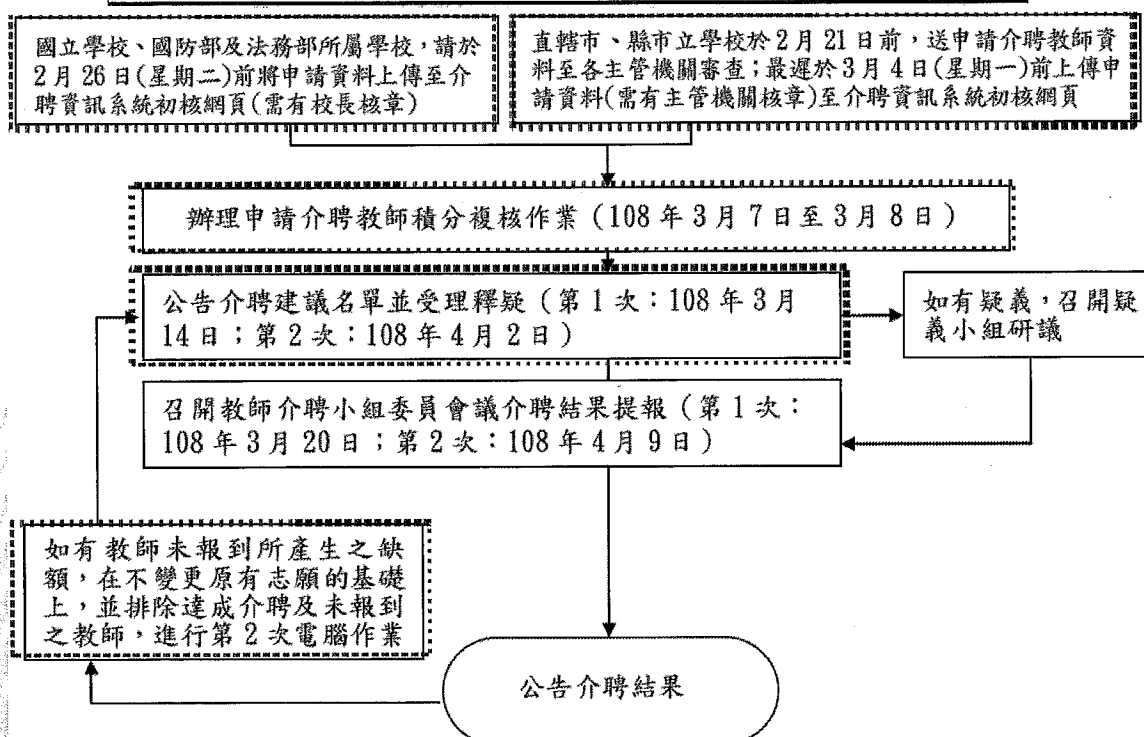 國立學校、國防部及法務部所屬學校，請於
2月26日(星期二)前將申請資料上傳至介
聘資訊系統初核網頁(需有校長核章)
直轄市、縣市立學校於2月21日前，送申請介聘教師資
料至各主管機關審查；最遲於3月4日(星期一)前上傳申
請資料(需有主管機關核章)至介聘資訊系統初核網頁
辦理申請介聘教師積分複核作業（108年3月7日至3月8日）
公告介聘建議名單並受理釋疑（第1次：108年3月
14日；第2次：108年4月2日）
如有疑義，召開疑
義小組研議
召開教師介聘小組委員會議介聘結果提報（第1次：
108年3月20日；第2次：108年4月9日）
如有教師未報到所產生之缺
額，在不變更原有志願的基礎
上，並排除達成介聘及未報到
之教師，進行第2次電腦作業
公告介聘結果